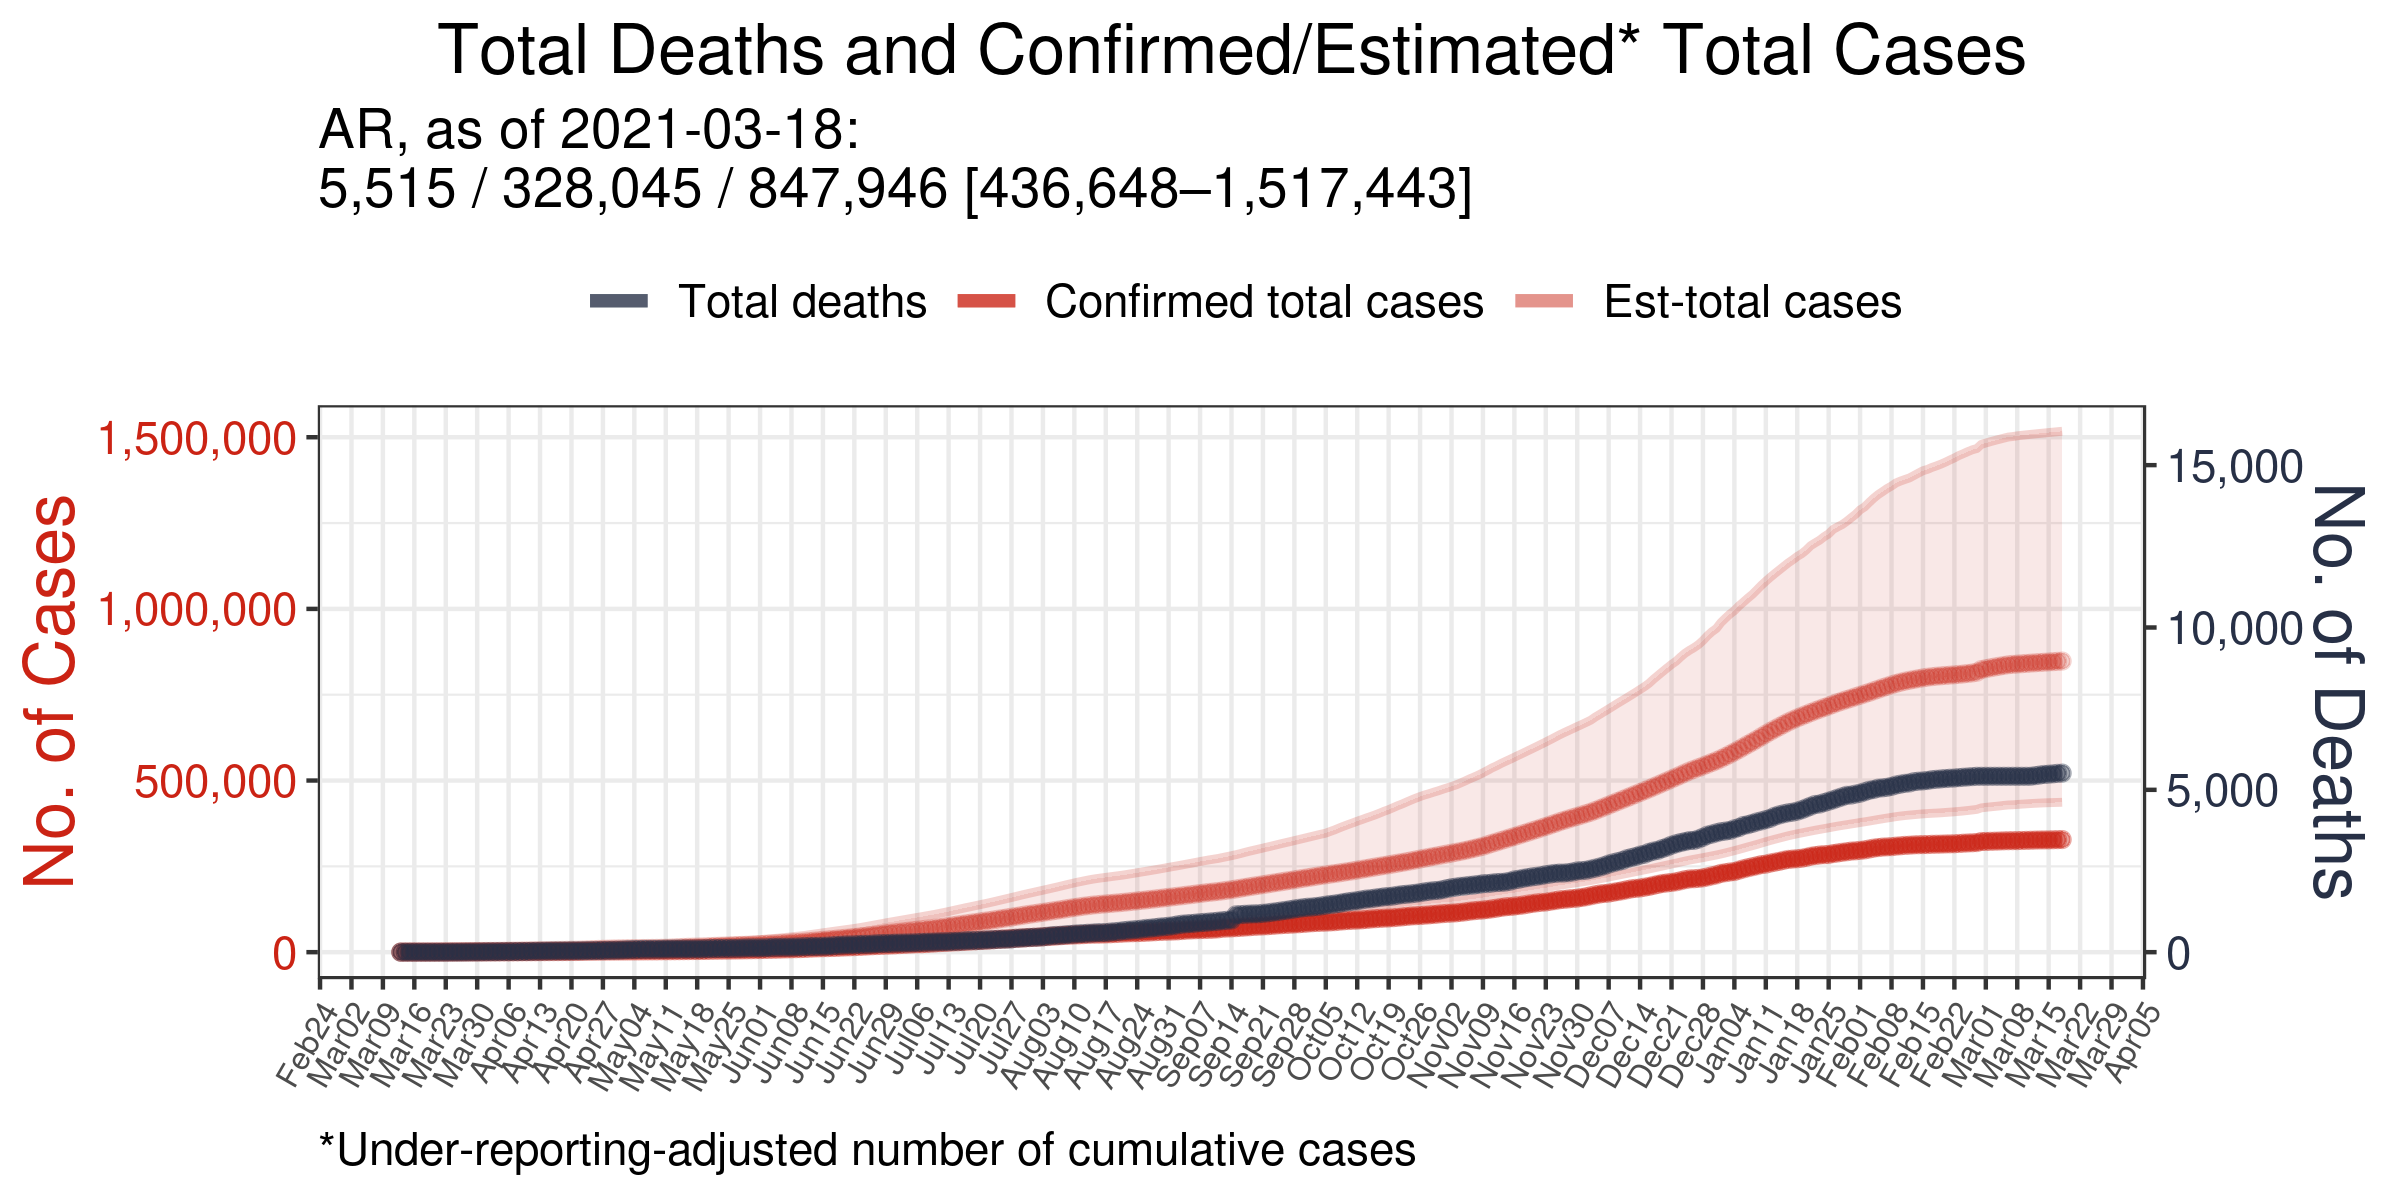 Total Deaths and Confirmed/Estimated* Total Cases
AR, as of 2021-03-18:
5,515 / 328,045 / 847,946 [436,648–1,517,443]
Total deaths
Confirmed total cases
Est-total cases
No. of Cases
1,500,000
1,000,000
500,000
0
15,000
10,000
5,000
0
No. of Deaths
Feb24
Mar02
Mar09
Mar16
Mar23
Mar30
Apr06
Apr13
Apr20
Apr27
May04
May11
May18
May25
Jun01
Jun08
Jun15
Jun22
Jun29
Jul06
Jul13
Jul20
Jul27
Aug03
Aug10
Aug17
Aug24
Aug31
Sep07
Sep14
Sep21
Sep28
Oct05
Oct12
Oct19
Oct26
Nov02
Nov09
Nov16
Nov23
Nov30
Dec07
Dec14
Dec21
Dec28
Jan04
Jan11
Jan18
Jan25
Feb01
Feb08
Feb15
Feb22
Mar01
Mar08
Mar15
Mar22
Mar29
Apr05
*Under-reporting-adjusted number of cumulative cases